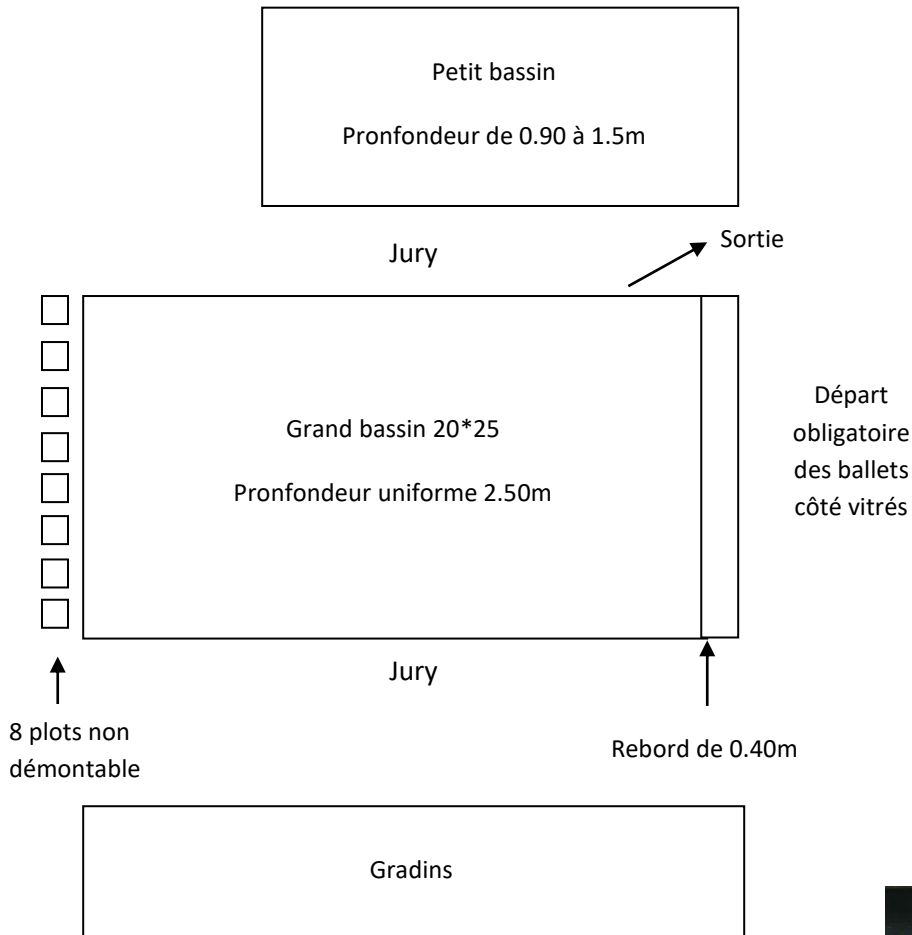 Petit bassin
Pronfondeur de 0.90 à 1.5m
Sortie
Jury
Départ
obligatoire
des ballets
côté vitrés
Grand bassin 20*25
Pronfondeur uniforme 2.50m
Jury
8 plots non
démontable
Rebord de 0.40m
Gradins